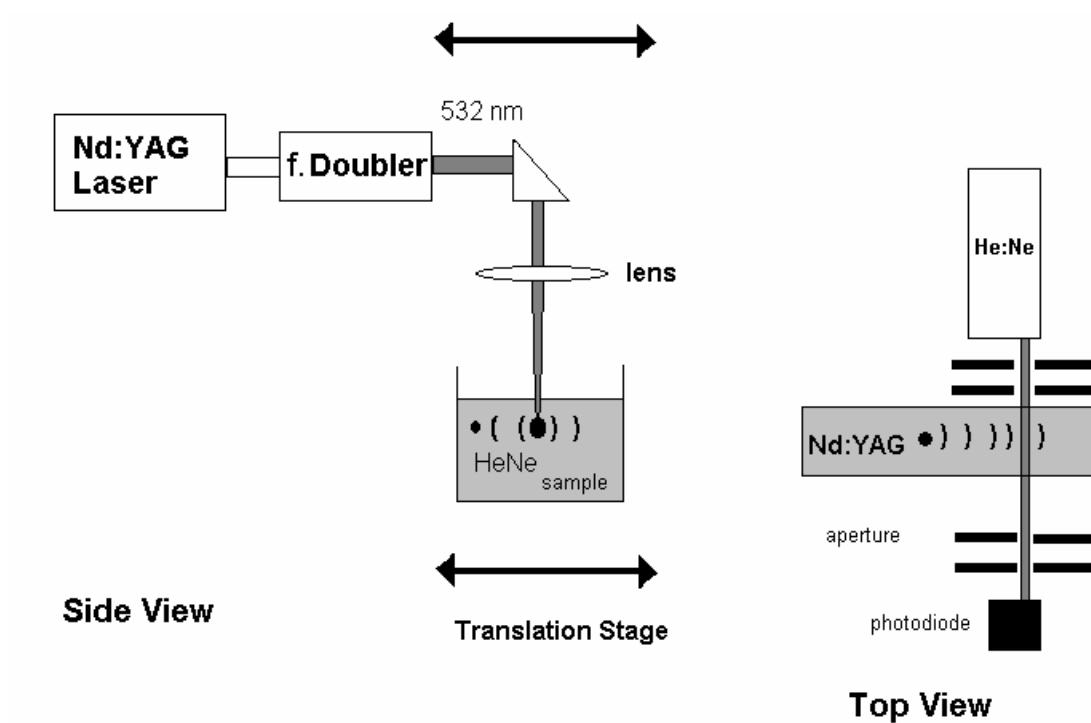 532 nm
Nd:YAG
Laser
f. Doubler
lens
HeNe
sample
Side View
Translation Stage
He:Ne
Nd:YAG
aperture
photodiode
Top View